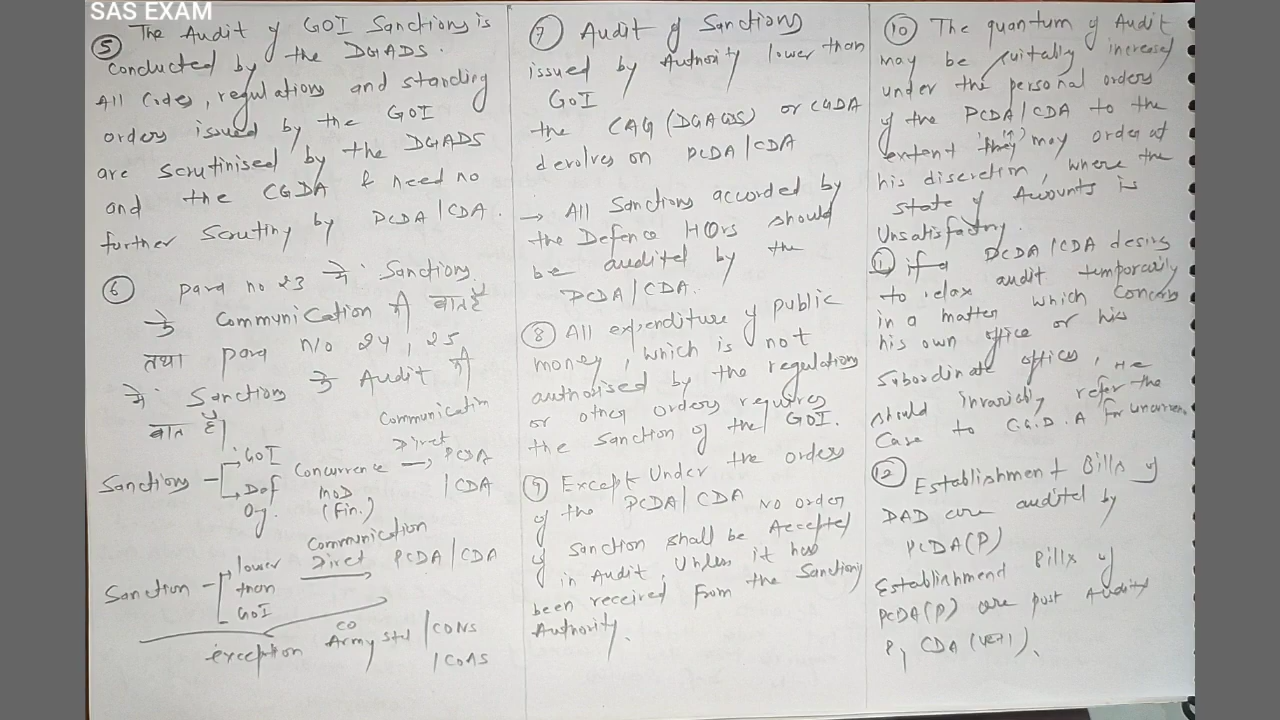 SAS EXAM
⑤ The Audit of GOI Sanctions is
conducted by the DGADS.
All Codes, regulations and standing
orders issued by the GOI
are scrutinised by the DGADS
and the CGDA & need no
further scrutiny by PCDA/CDA.
⑥ para no 23 में Sanctions
के Communication की बात है
तथा para n/o 24, 25
में Sanctions के Audit की
बात है।
Communication
Direct
Sanctions → GOI Concurrence → PCDA
→ Def MOD / CDA
(Fin.)
Communication
Sanction → lower Direct PCDA/CDA
than
GOI
exception CO Army Stn /CONS
/COAS
⑦ Audit of Sanctions
issued by Authority lower than
GOI
the CAG (DGADS) or CGDA
devolves on PCDA/CDA
→ All Sanctions accorded by
the Defence HQrs should
be audited by the
PCDA/CDA.
⑧ All expenditure of public
money, which is not
authorised by the regulations
or other orders requires
the Sanction of the GOI.
⑨ Except Under the orders
of the PCDA/CDA No order
of sanction shall be Accepted
in Audit, Unless it has
been received from the Sanctioning
Authority.
⑩ The quantum of Audit
may be suitably increased
under the personal orders
of the PCDA/CDA to the
extent they may order at
his discretion, where the
state of Accounts is
Unsatisfactory.
⑪ if a PCDA/CDA desires
to relax audit temporarily
in a matter which concerns
his own office or his
Subordinate offices, He
should invariably refer the
Case to C.G.D.A for
⑫ Establishment Bills of
DAD are audited by
PCDA(P)
Establishment Bills of
PCDA(P) are post Audit
CDA